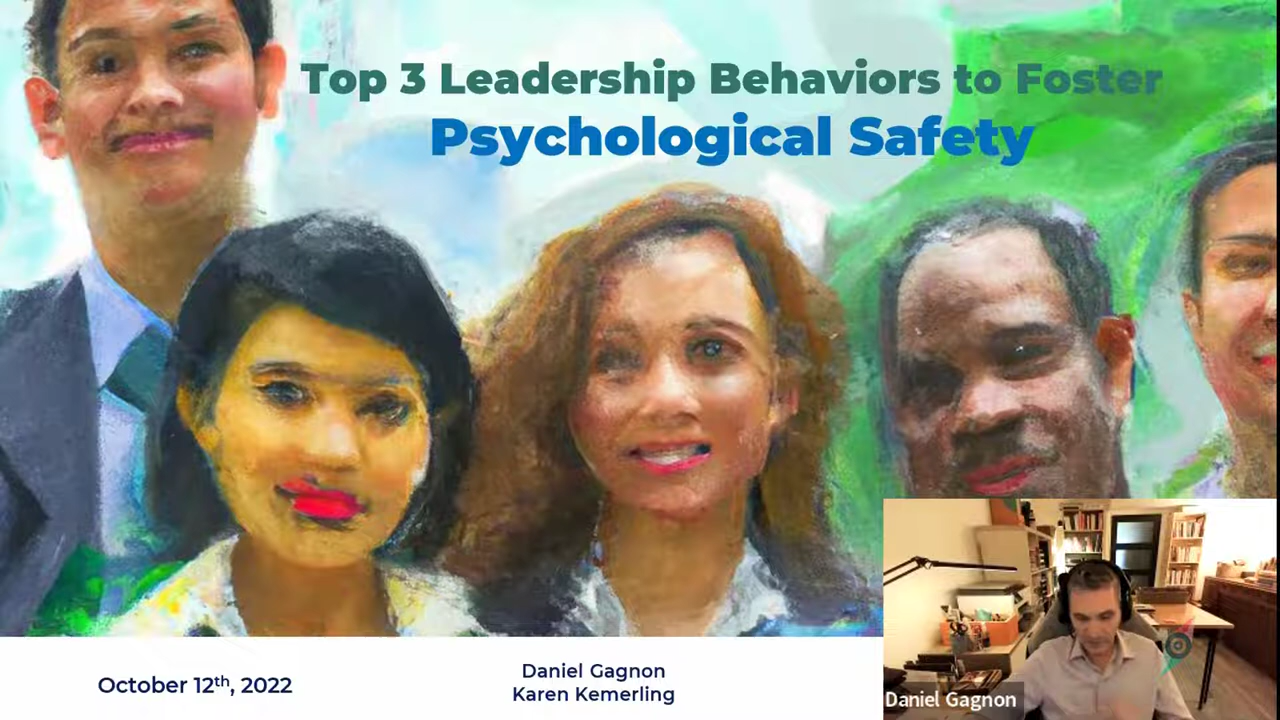 Top 3 Leadership Behaviors to Foster
Psychological Safety
October 12th, 2022
Daniel Gagnon
Karen Kemerling
Daniel Gagnon